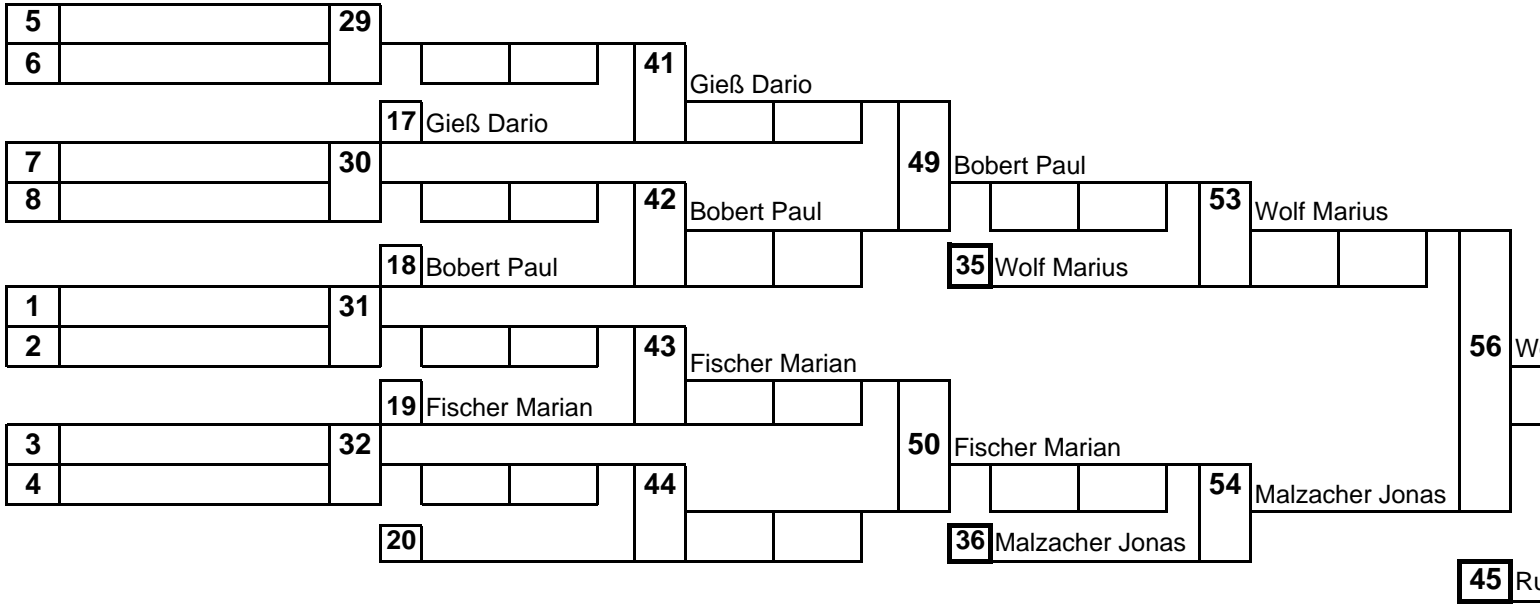 5 29
6 41
Gieß Dario
17 Gieß Dario
7 30 49 Bobert Paul
8 42 Bobert Paul 53 Wolf Marius
18 Bobert Paul 35 Wolf Marius
1 31
2 43 Fischer Marian 56 W
19 Fischer Marian
3 32 50 Fischer Marian
4 44 54 Malzacher Jonas
20 36 Malzacher Jonas
45 Ru